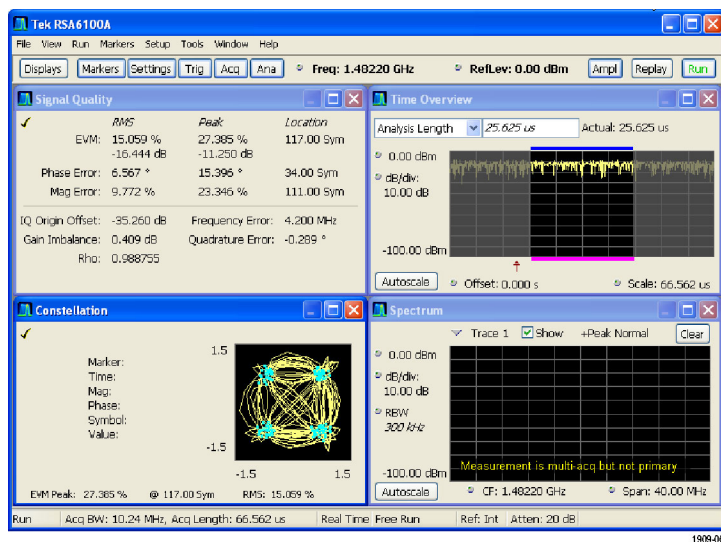 Tek RSA6100A
File View Run Markers Setup Tools Window Help
Displays Markers Settings Trig Acq Ana Freq: 1.48220 GHz RefLev: 0.00 dBm Ampl Replay Run
Signal Quality
RMS Peak Location
EVM: 15.059 % 27.385 % 117.00 Sym
-16.444 dB -11.250 dB
Phase Error: 6.567 ° 15.396 ° 34.00 Sym
Mag Error: 9.772 % 23.346 % 111.00 Sym
IQ Origin Offset: -35.260 dB Frequency Error: 4.200 MHz
Gain Imbalance: 0.409 dB Quadrature Error: -0.289 °
Rho: 0.988755
Time Overview
Analysis Length 25.625 us Actual: 25.625 us
0.00 dBm
dB/div:
10.00 dB
-100.00 dBm
Autoscale Offset: 0.000 s Scale: 66.562 us
Constellation
Marker:
Time:
Mag:
Phase:
Symbol:
Value:
1.5
-1.5
-1.5 1.5
EVM Peak: 27.385 % @ 117.00 Sym RMS: 15.059 %
Spectrum
Trace 1 Show +Peak Normal Clear
0.00 dBm
dB/div:
10.00 dB
RBW
300 kHz
-100.00 dBm
Measurement is multi-acq but not primary
Autoscale CF: 1.48220 GHz Span: 40.00 MHz
Run Acq BW: 10.24 MHz, Acq Length: 66.562 us Real Time Free Run Ref: Int Atten: 20 dB